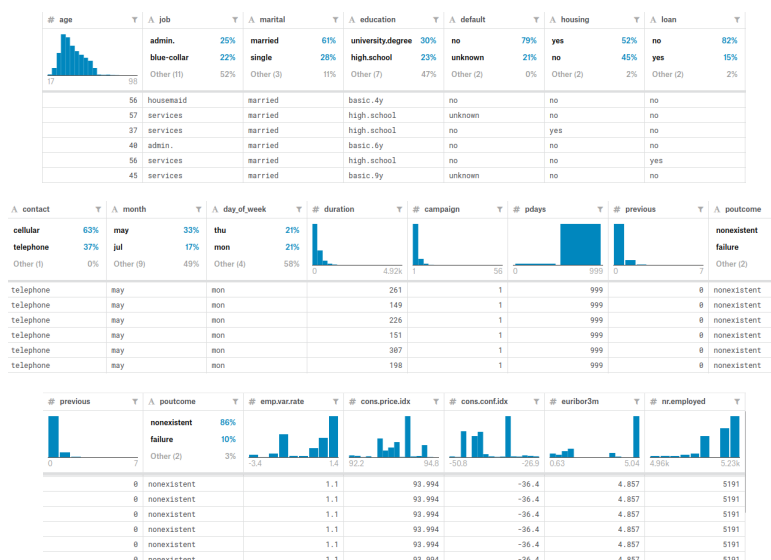 # age A job A marital A education A default A housing A loan
admin. 25% married 61% university.degree 30% no 79% yes 52% no 82%
blue-collar 22% single 28% high.school 23% unknown 21% no 45% yes 15%
17 98 Other (11) 52% Other (3) 11% Other (7) 47% Other (2) 0% Other (2) 2% Other (2) 2%
56 housemaid married basic.4y no no no
57 services married high.school unknown no no
37 services married high.school no yes no
40 admin. married basic.6y no no no
56 services married high.school no no yes
45 services married basic.9y unknown no no
A contact A month A day_of_week # duration # campaign # pdays # previous A poutcome
cellular 63% may 33% thu 21% nonexistent
telephone 37% jul 17% mon 21% failure
Other (1) 0% Other (9) 49% Other (4) 58% Other (2)
0 4.92k 1 56 0 999 0 7
telephone may mon 261 1 999 0 nonexistent
telephone may mon 149 1 999 0 nonexistent
telephone may mon 226 1 999 0 nonexistent
telephone may mon 151 1 999 0 nonexistent
telephone may mon 307 1 999 0 nonexistent
telephone may mon 198 1 999 0 nonexistent
# previous A poutcome # emp.var.rate # cons.price.idx # cons.conf.idx # euribor3m # nr.employed
nonexistent 86%
failure 10%
Other (2) 3%
0 7 -3.4 1.4 92.2 94.8 -50.8 -26.9 0.63 5.04 4.96k 5.23k
0 nonexistent 1.1 93.994 -36.4 4.857 5191
0 nonexistent 1.1 93.994 -36.4 4.857 5191
0 nonexistent 1.1 93.994 -36.4 4.857 5191
0 nonexistent 1.1 93.994 -36.4 4.857 5191
0 nonexistent 1.1 93.994 -36.4 4.857 5191
0 nonexistent 1.1 93.994 -36.4 4.857 5191